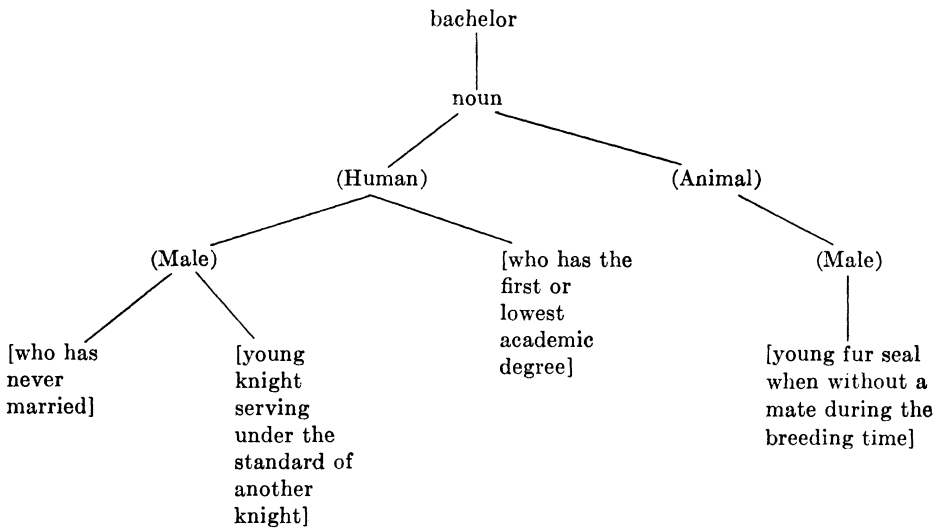 bachelor
noun
(Human)
(Animal)
(Male)
[who has the
first or
lowest
academic
degree]
(Male)
[who has
never
married]
[young
knight
serving
under the
standard of
another
knight]
[young fur seal
when without a
mate during the
breeding time]